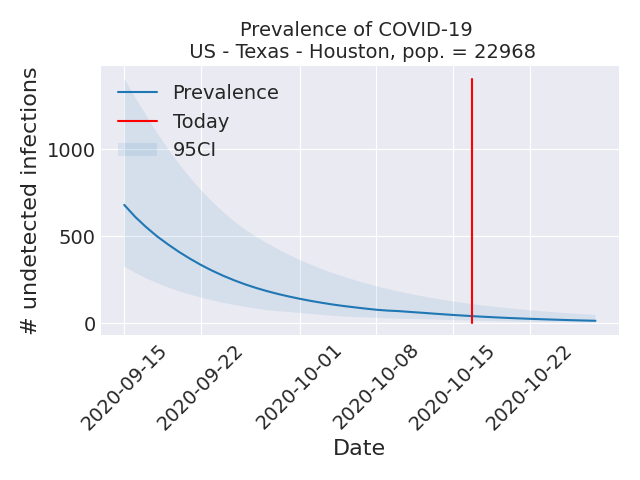 Prevalence of COVID-19
US - Texas - Houston, pop. = 22968
# undetected infections
1000
500
0
Prevalence
Today
95CI
2020-09-15
2020-09-22
2020-10-01
2020-10-08
2020-10-15
2020-10-22
Date